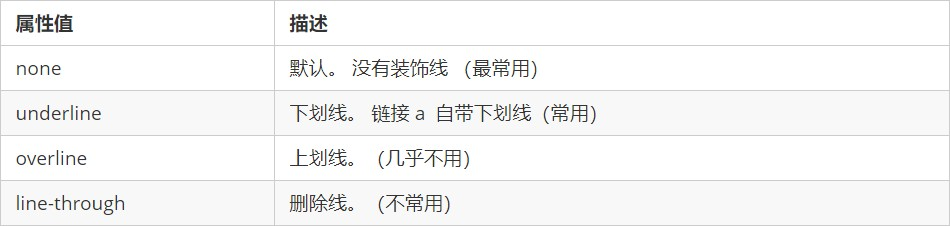 属性值 描述
none 默认。 没有装饰线 （最常用）
underline 下划线。 链接 a 自带下划线（常用）
overline 上划线。 （几乎不用）
line-through 删除线。 （不常用）